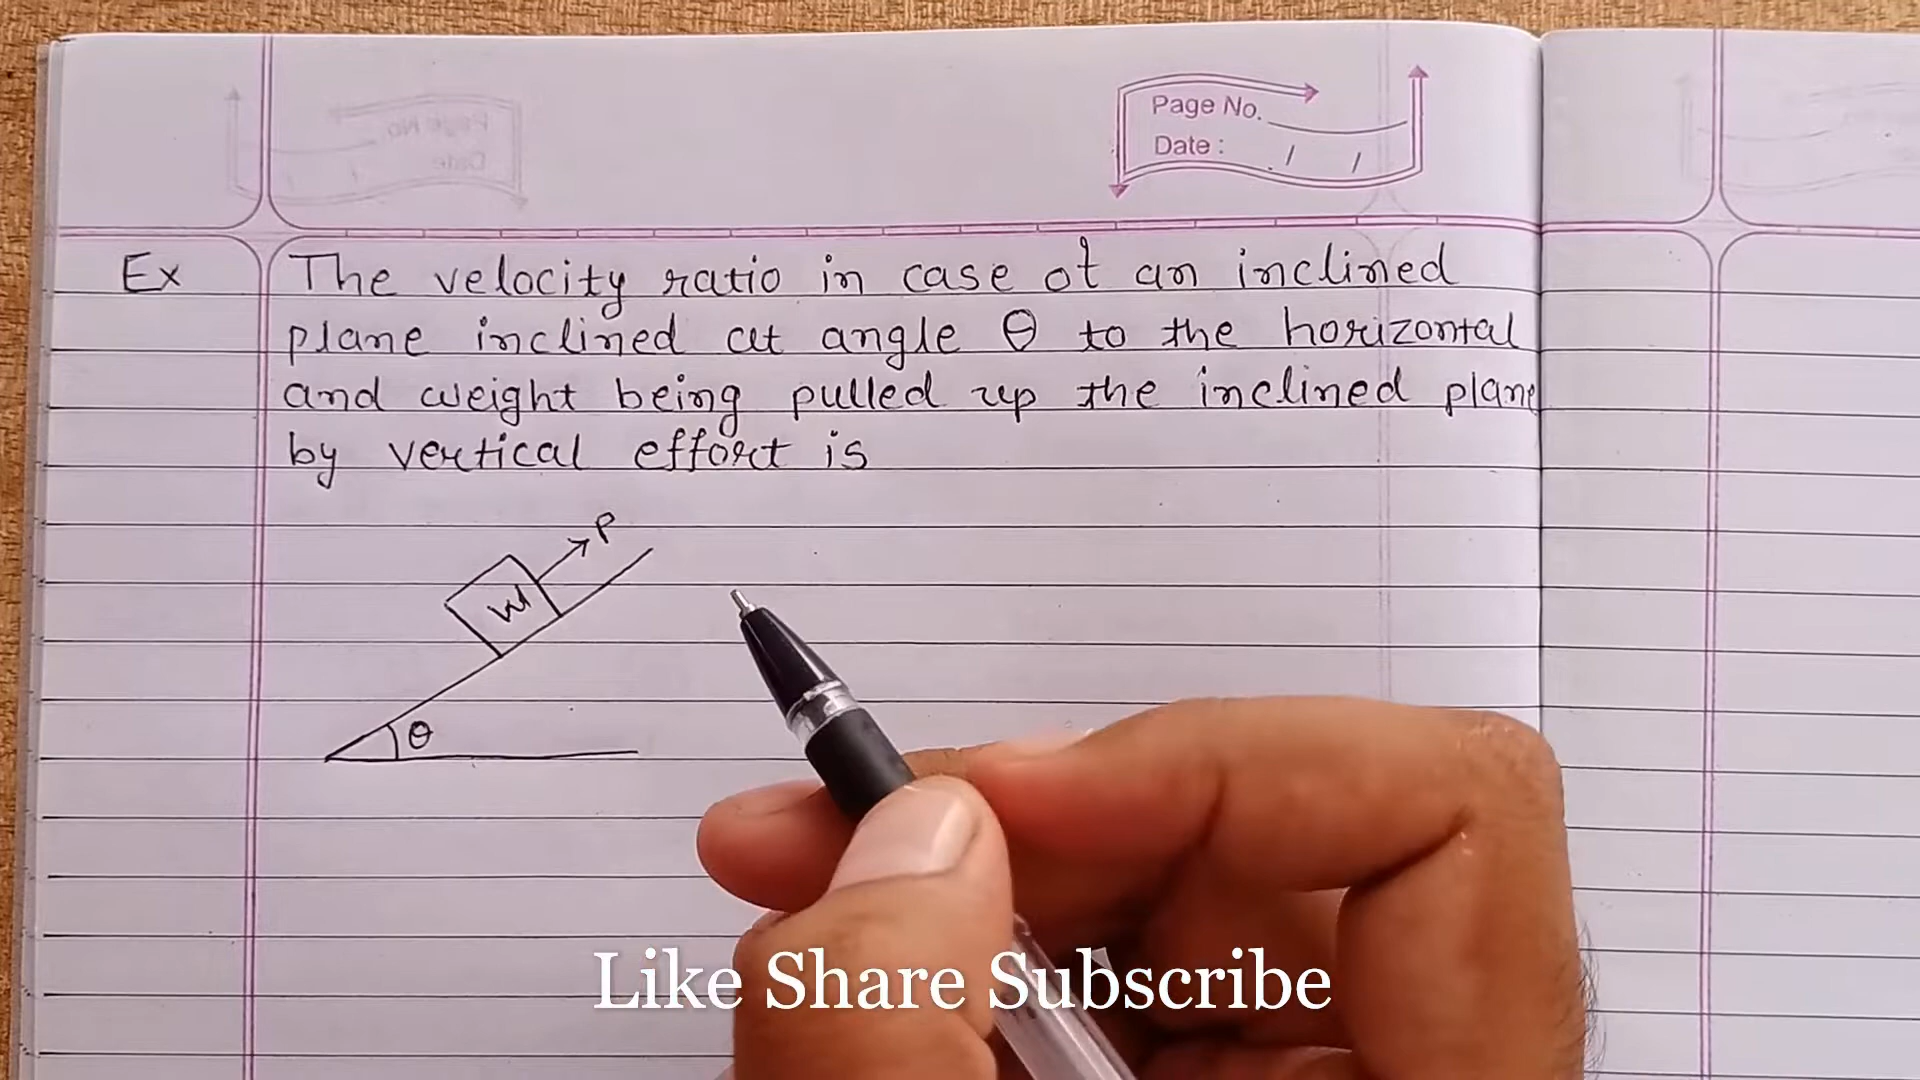 Page No.
Date : / /
Ex The velocity ratio in case of an inclined
plane inclined at angle θ to the horizontal
and weight being pulled up the inclined plane
by vertical effort is
P
W
θ
Like Share Subscribe